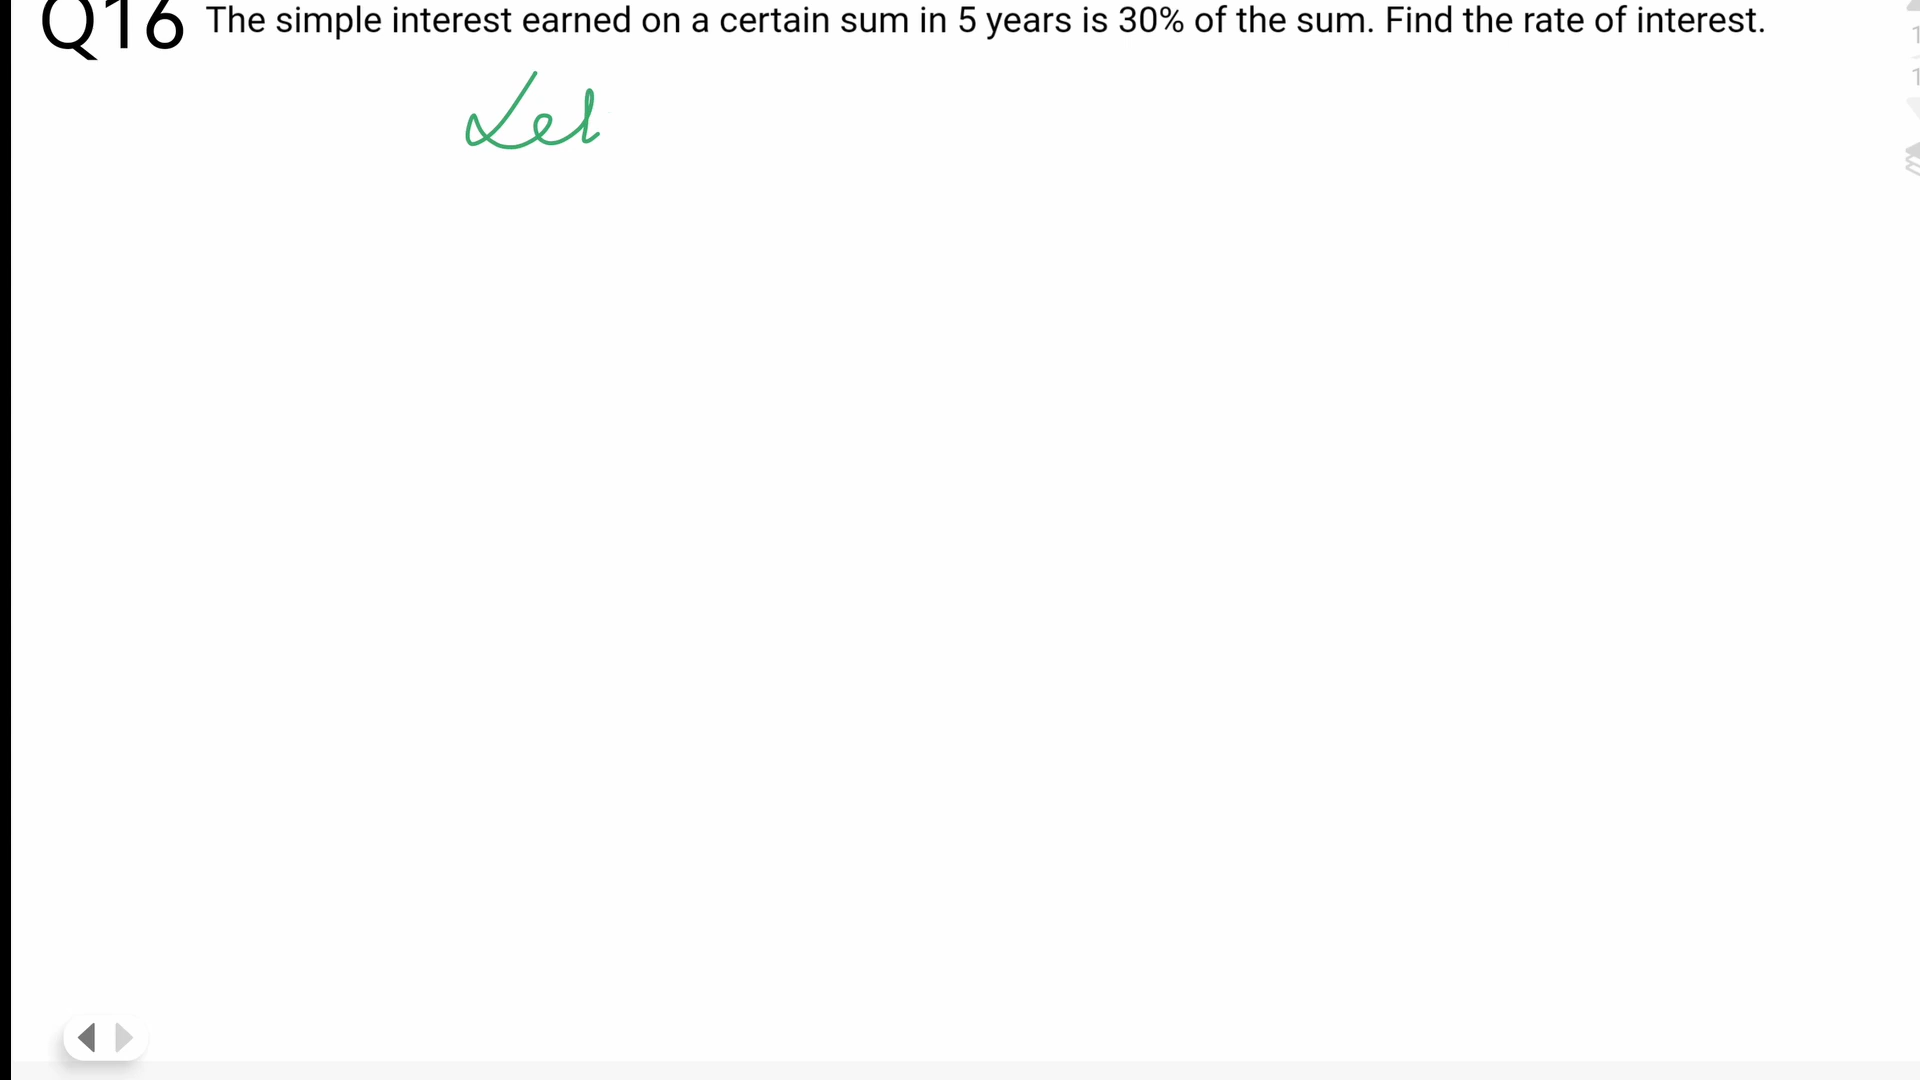 Q16 The simple interest earned on a certain sum in 5 years is 30% of the sum. Find the rate of interest.
Let